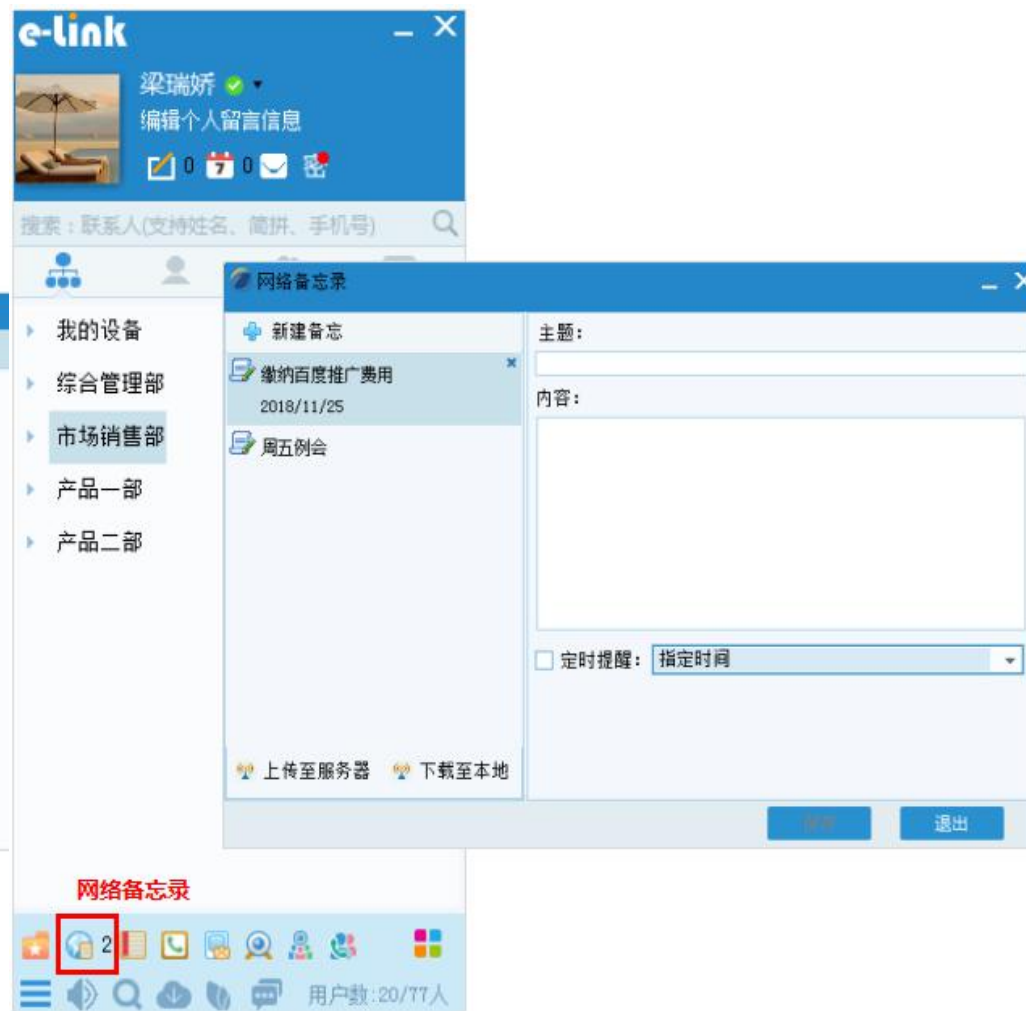 e-Link
梁瑞娇
编辑个人留言信息
0 7 0 密
搜索：联系人(支持姓名、简拼、手机号)
我的设备
综合管理部
市场销售部
产品一部
产品二部
网络备忘录
新建备忘
缴纳百度推广费用
2018/11/25
周五例会
上传至服务器 下载至本地
主题：
内容：
定时提醒： 指定时间
保存 退出
网络备忘录
2
用户数:20/77人